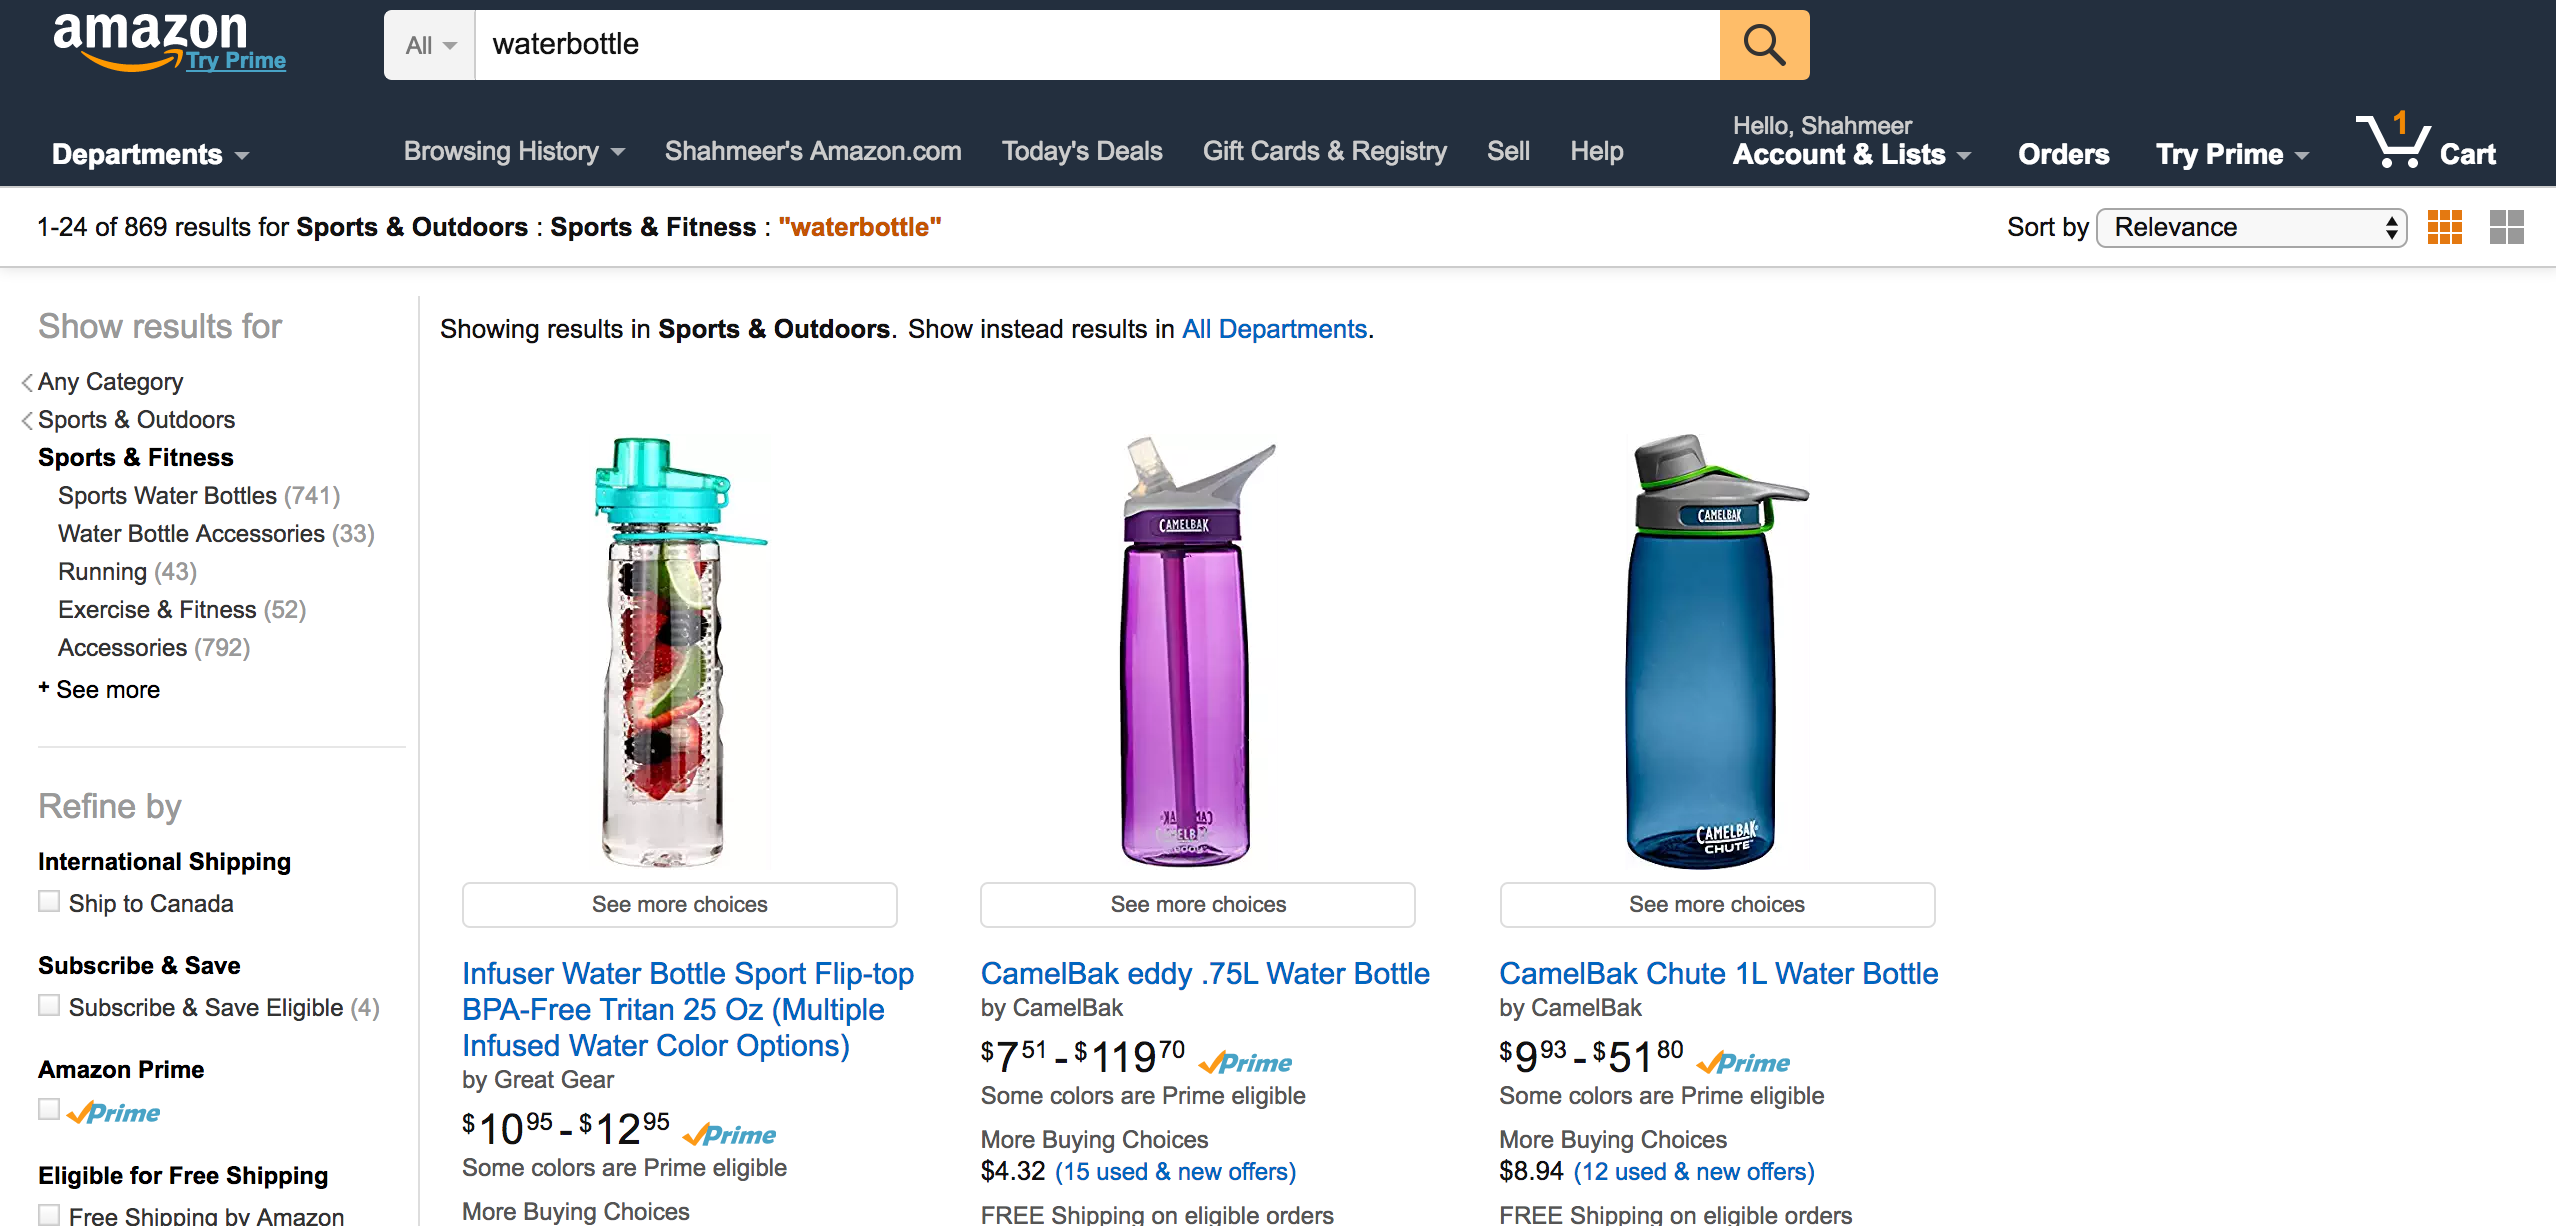 amazon
Try Prime
All
waterbottle
Departments
Browsing History
Shahmeer's Amazon.com
Today's Deals
Gift Cards & Registry
Sell
Help
Hello, Shahmeer
Account & Lists
Orders
Try Prime
1
Cart
1-24 of 869 results for Sports & Outdoors : Sports & Fitness : "waterbottle"
Sort by Relevance
Show results for
Any Category
Sports & Outdoors
Sports & Fitness
Sports Water Bottles (741)
Water Bottle Accessories (33)
Running (43)
Exercise & Fitness (52)
Accessories (792)
+ See more
Refine by
International Shipping
Ship to Canada
Subscribe & Save
Subscribe & Save Eligible (4)
Amazon Prime
Prime
Eligible for Free Shipping
Free Shipping by Amazon
Showing results in Sports & Outdoors. Show instead results in All Departments.
See more choices
Infuser Water Bottle Sport Flip-top
BPA-Free Tritan 25 Oz (Multiple
Infused Water Color Options)
by Great Gear
$10.95 - $12.95 Prime
Some colors are Prime eligible
More Buying Choices
CAMELBAK
See more choices
CamelBak eddy .75L Water Bottle
by CamelBak
$7.51 - $119.70 Prime
Some colors are Prime eligible
More Buying Choices
$4.32 (15 used & new offers)
FREE Shipping on eligible orders
CAMELBAK
CAMELBAK
CHUTE
See more choices
CamelBak Chute 1L Water Bottle
by CamelBak
$9.93 - $51.80 Prime
Some colors are Prime eligible
More Buying Choices
$8.94 (12 used & new offers)
FREE Shipping on eligible orders